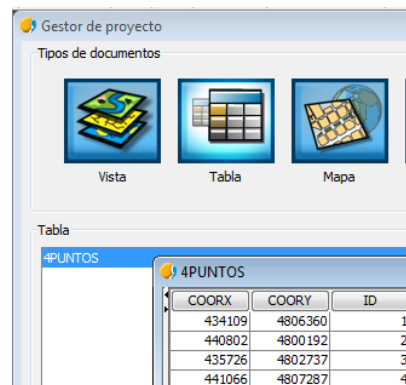 Gestor de proyecto
Tipos de documentos
Vista Tabla Mapa
Tabla
4PUNTOS
4PUNTOS
COORX COORY ID
434109 4806360 1
440802 4800192 2
435726 4802737 3
441066 4807287 4